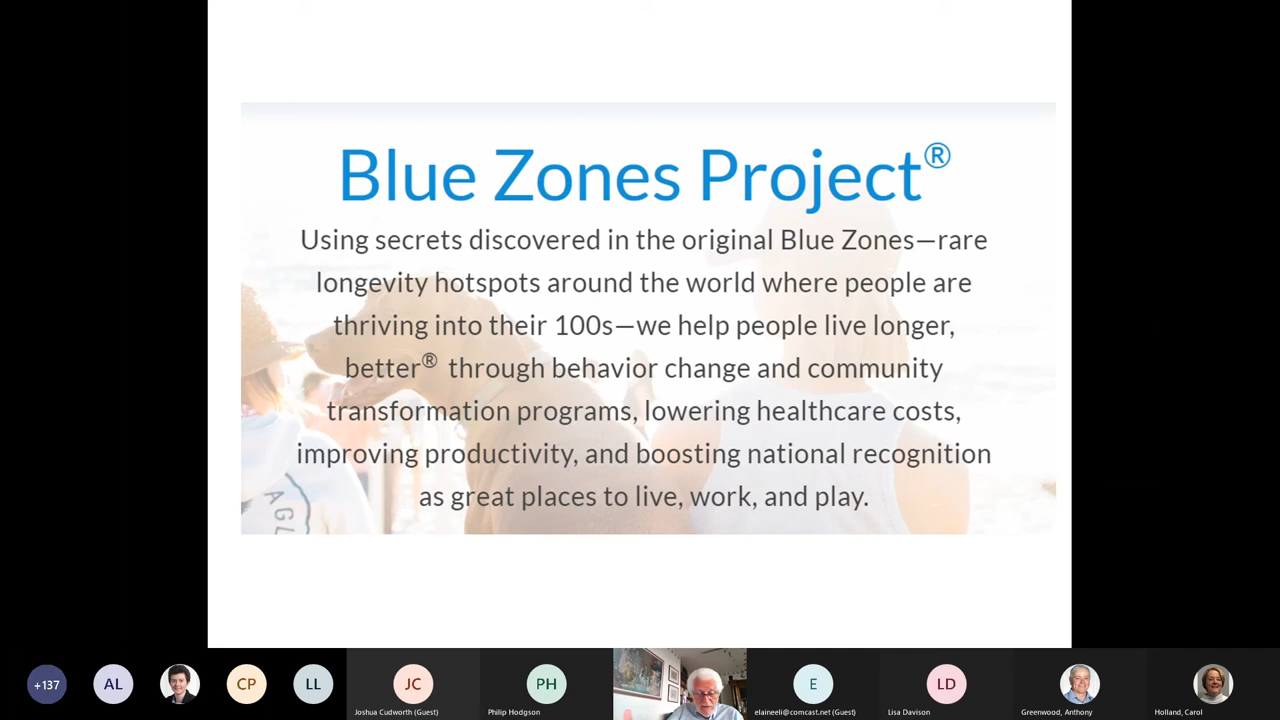 Blue Zones Project®
Using secrets discovered in the original Blue Zones—rare
longevity hotspots around the world where people are
thriving into their 100s—we help people live longer,
better® through behavior change and community
transformation programs, lowering healthcare costs,
improving productivity, and boosting national recognition
as great places to live, work, and play.
AGL
+137
AL
CP
LL
JC
Joshua Cudworth (Guest)
PH
Philip Hodgson
E
elaineeli@comcast.net (Guest)
LD
Lisa Davison
Greenwood, Anthony
Holland, Carol